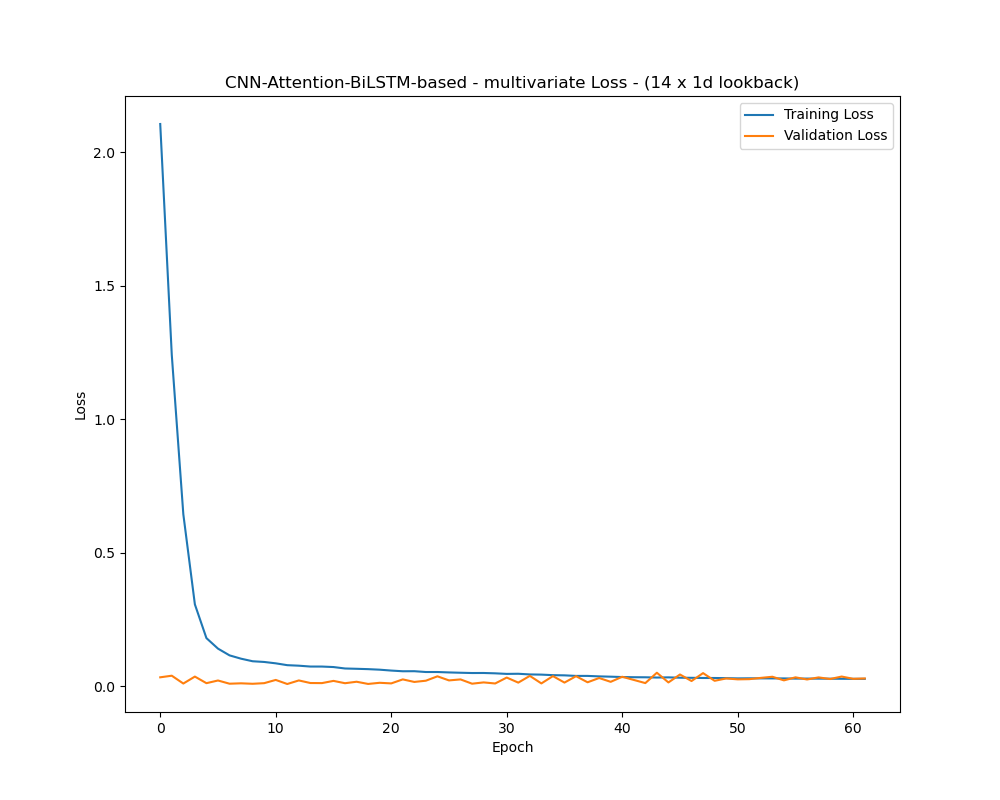 CNN-Attention-BiLSTM-based - multivariate Loss - (14 x 1d lookback)
Training Loss
Validation Loss
2.0
1.5
1.0
0.5
0.0
Loss
0 10 20 30 40 50 60
Epoch